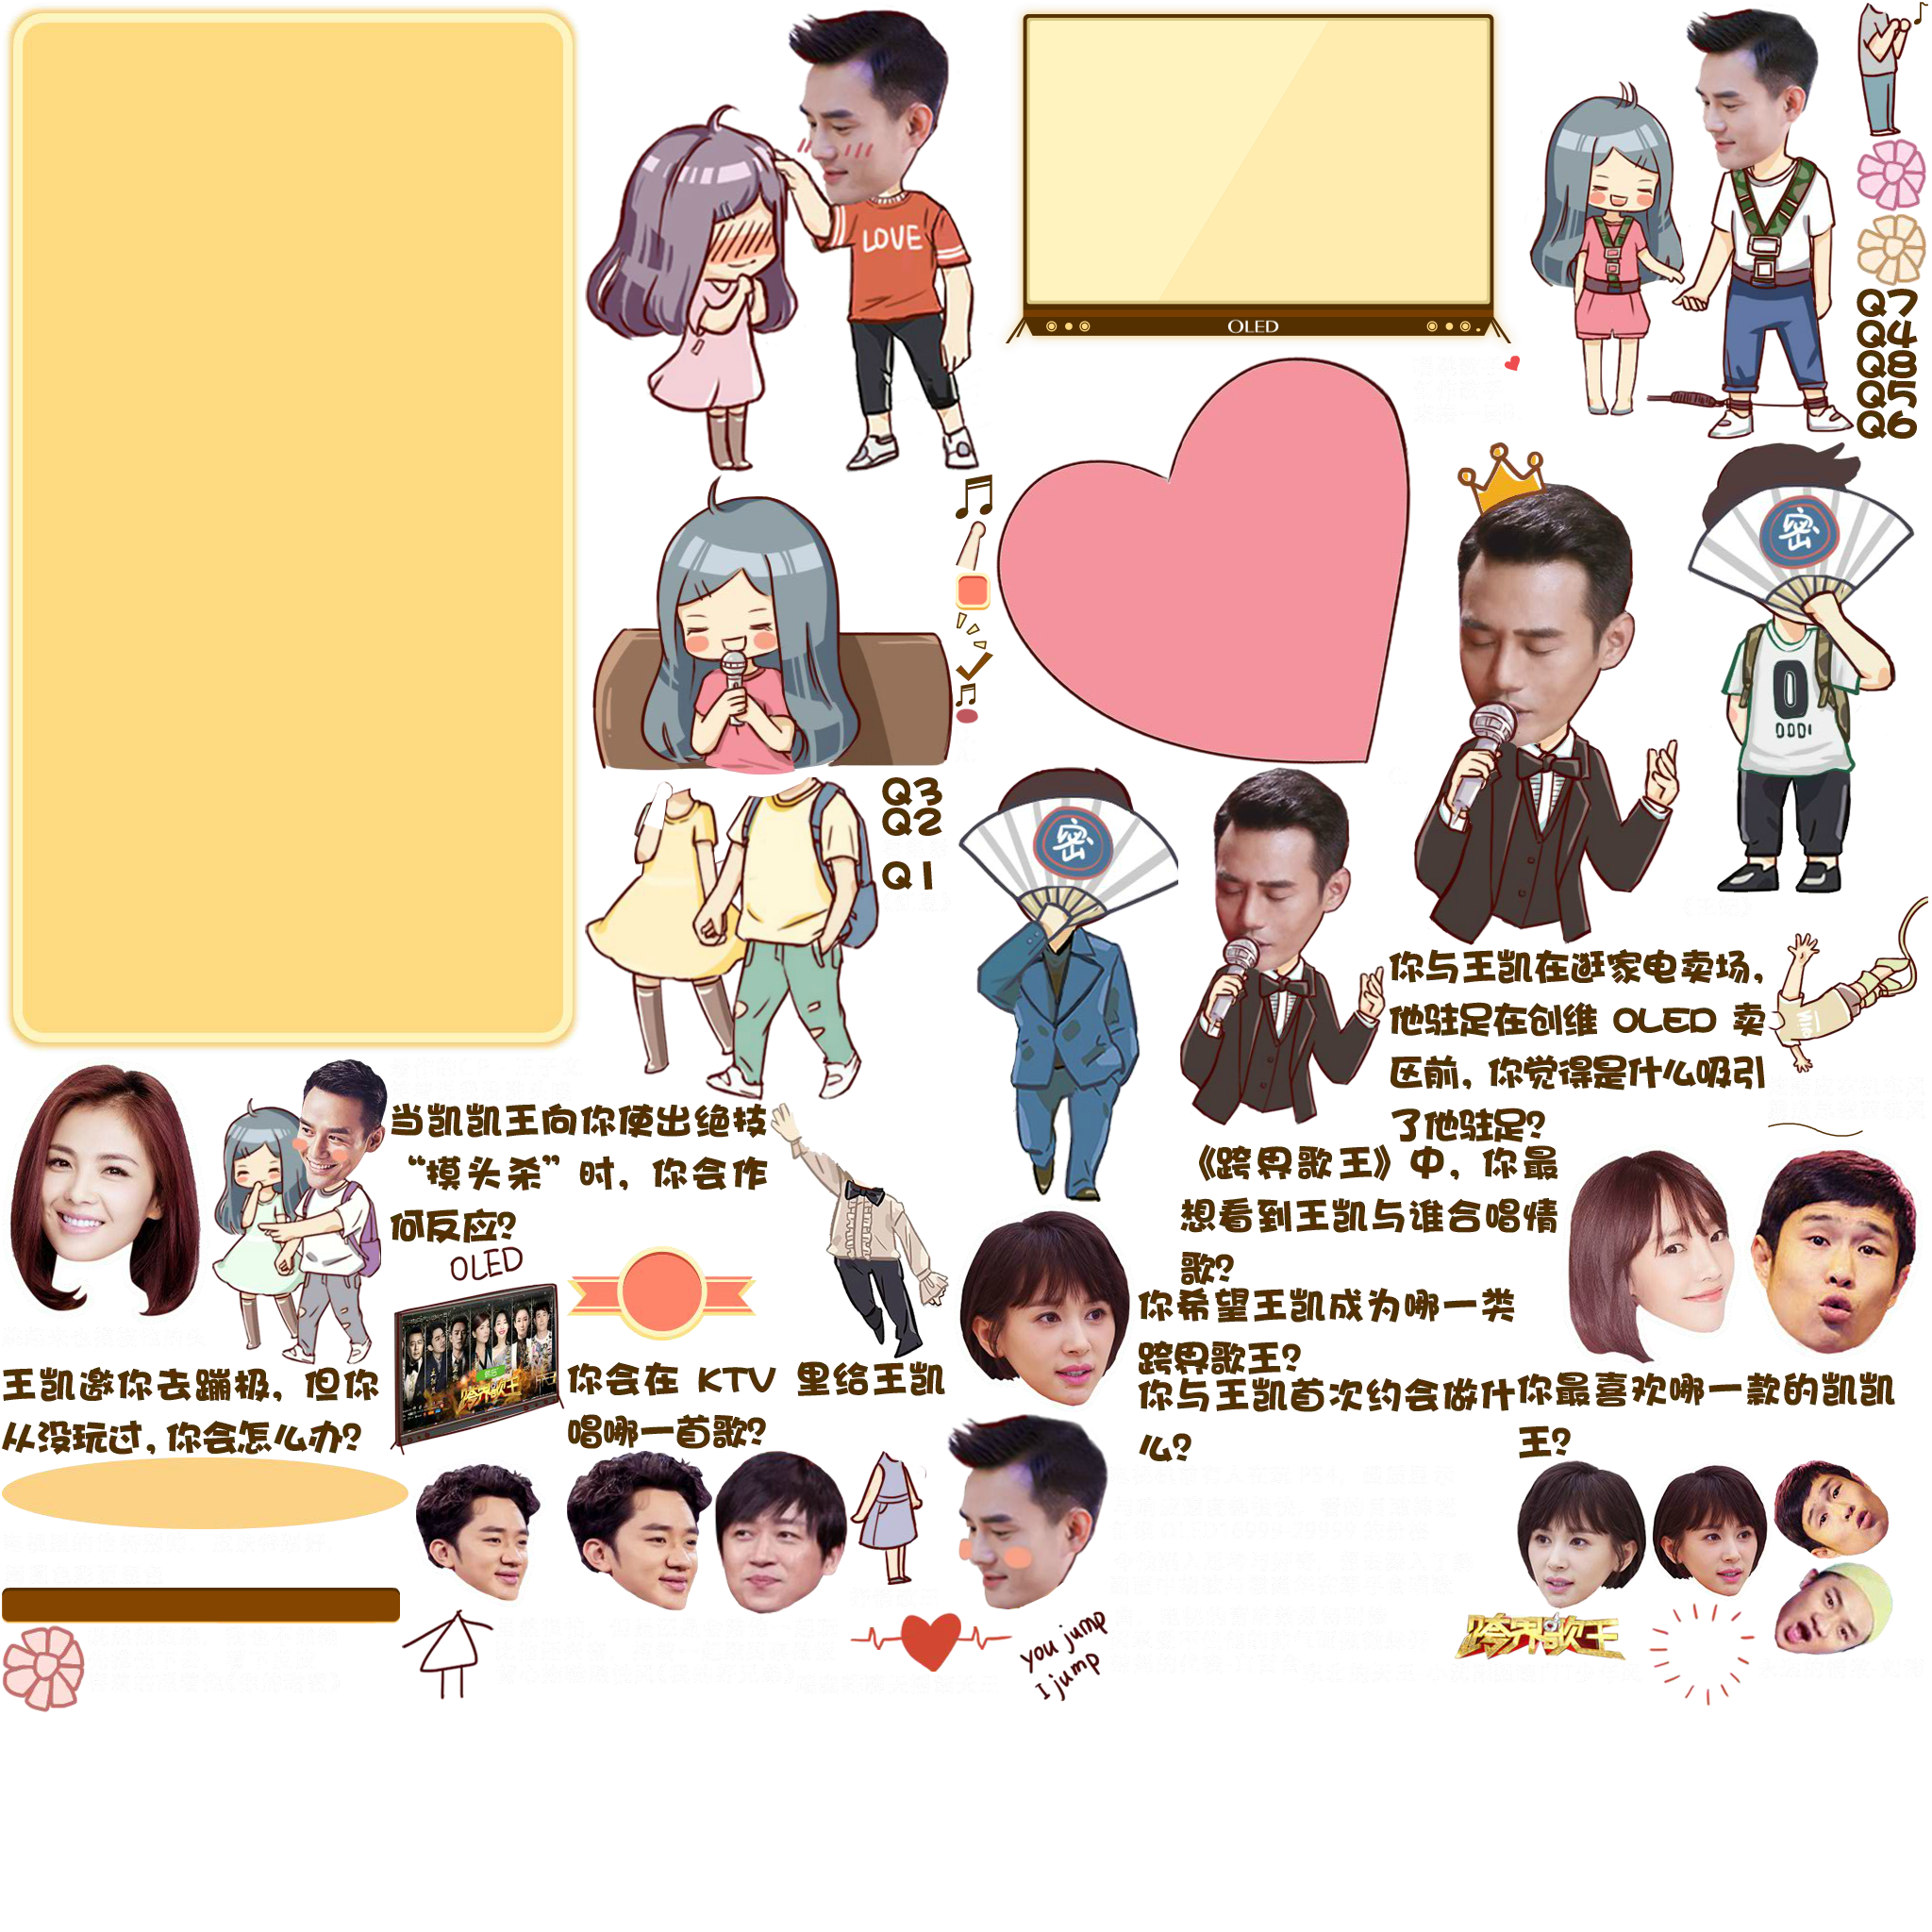 LOVE
OLED
Q7
Q4
Q8
Q5
Q6
密
密
0
Q3
Q2
Q1
你与王凯在逛家电卖场，
他驻足在创维 OLED 卖
区前，你觉得是什么吸引
了他驻足？
当凯凯王向你使出绝技
“摸头杀”时，你会作
何反应？
《跨界歌王》中，你最
想看到王凯与谁合唱情
歌？
OLED
跨界歌王
你希望王凯成为哪一类
跨界歌王？
王凯邀你去蹦极，但你
从没玩过，你会怎么办？
你会在 KTV 里给王凯
唱哪一首歌？
你与王凯首次约会做什
么？
你最喜欢哪一款的凯凯
王？
跨界歌王
you jump
I jump